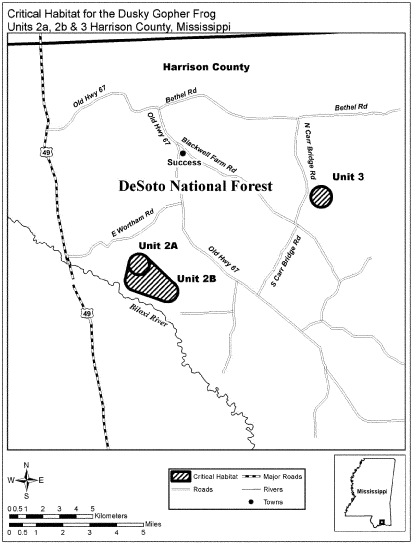 Critical Habitat for the Dusky Gopher Frog
Units 2a, 2b & 3 Harrison County, Mississippi
Harrison County
Old Hwy 67
Bethel Rd
Bethel Rd
Old Hwy 67
Blackwell Farm Rd
N Carr Bridge Rd
49
Success
Unit 3
DeSoto National Forest
E Wortham Rd
Unit 2A
Old Hwy 67
S Carr Bridge Rd
Unit 2B
49
Biloxi River
N
W E
S
Critical Habitat
Major Roads
Roads
Rivers
Towns
Mississippi
0 0.5 1 2 3 4 5
Kilometers
Miles
0 0.5 1 2 3 4 5